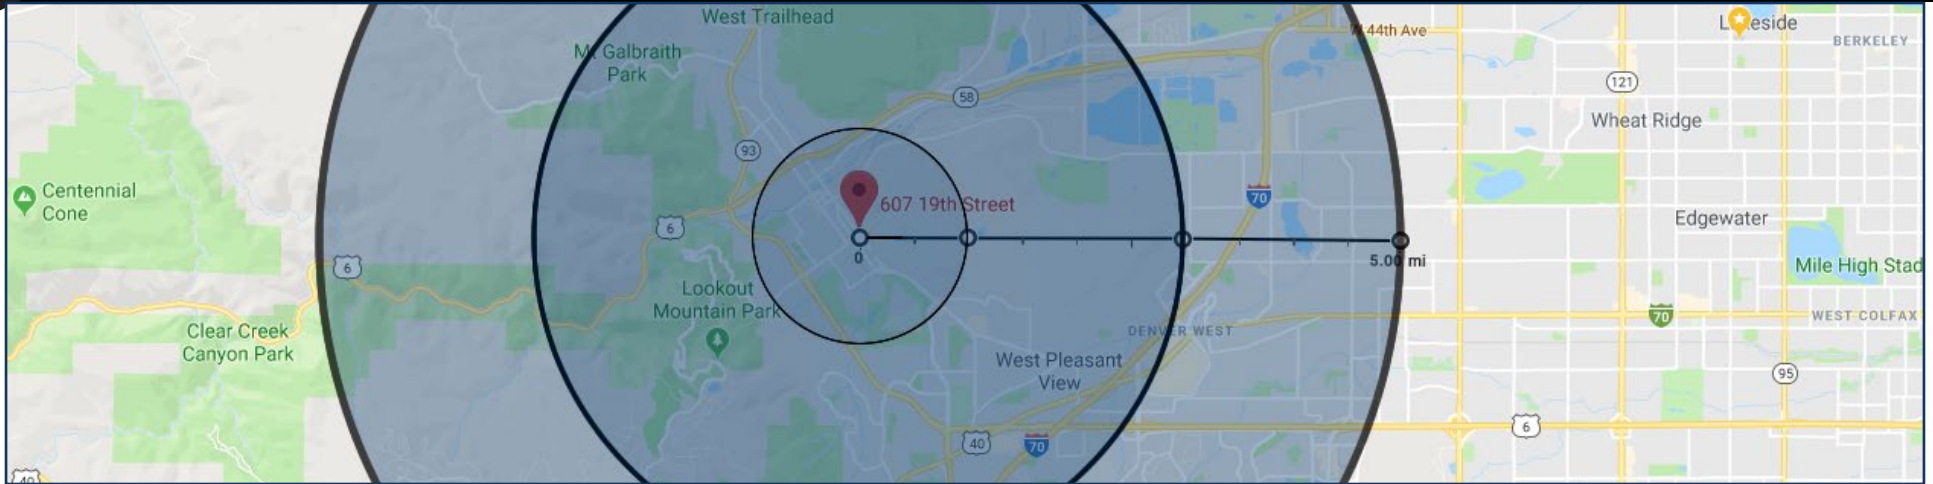 West Trailhead
Mt Galbraith
Park
W 44th Ave
Lakeside
BERKELEY
121
58
Wheat Ridge
93
Centennial
Cone
70
607 19th Street
Edgewater
6
0
5.00 mi
6
Mile High Stad
Lookout
Mountain Park
70
WEST COLFAX
DENVER WEST
Clear Creek
Canyon Park
West Pleasant
View
95
6
40
70
40